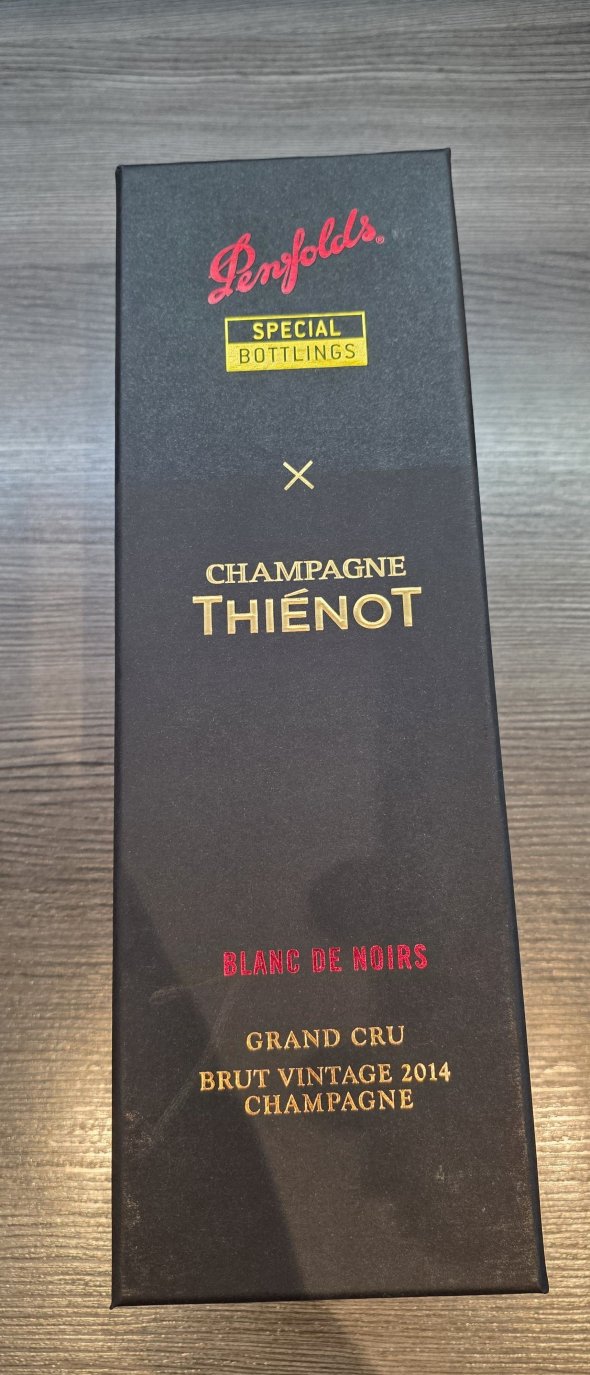 Penfolds®
SPECIAL
BOTTLINGS
×
CHAMPAGNE
THIÉNOT
BLANC DE NOIRS
GRAND CRU
BRUT VINTAGE 2014
CHAMPAGNE